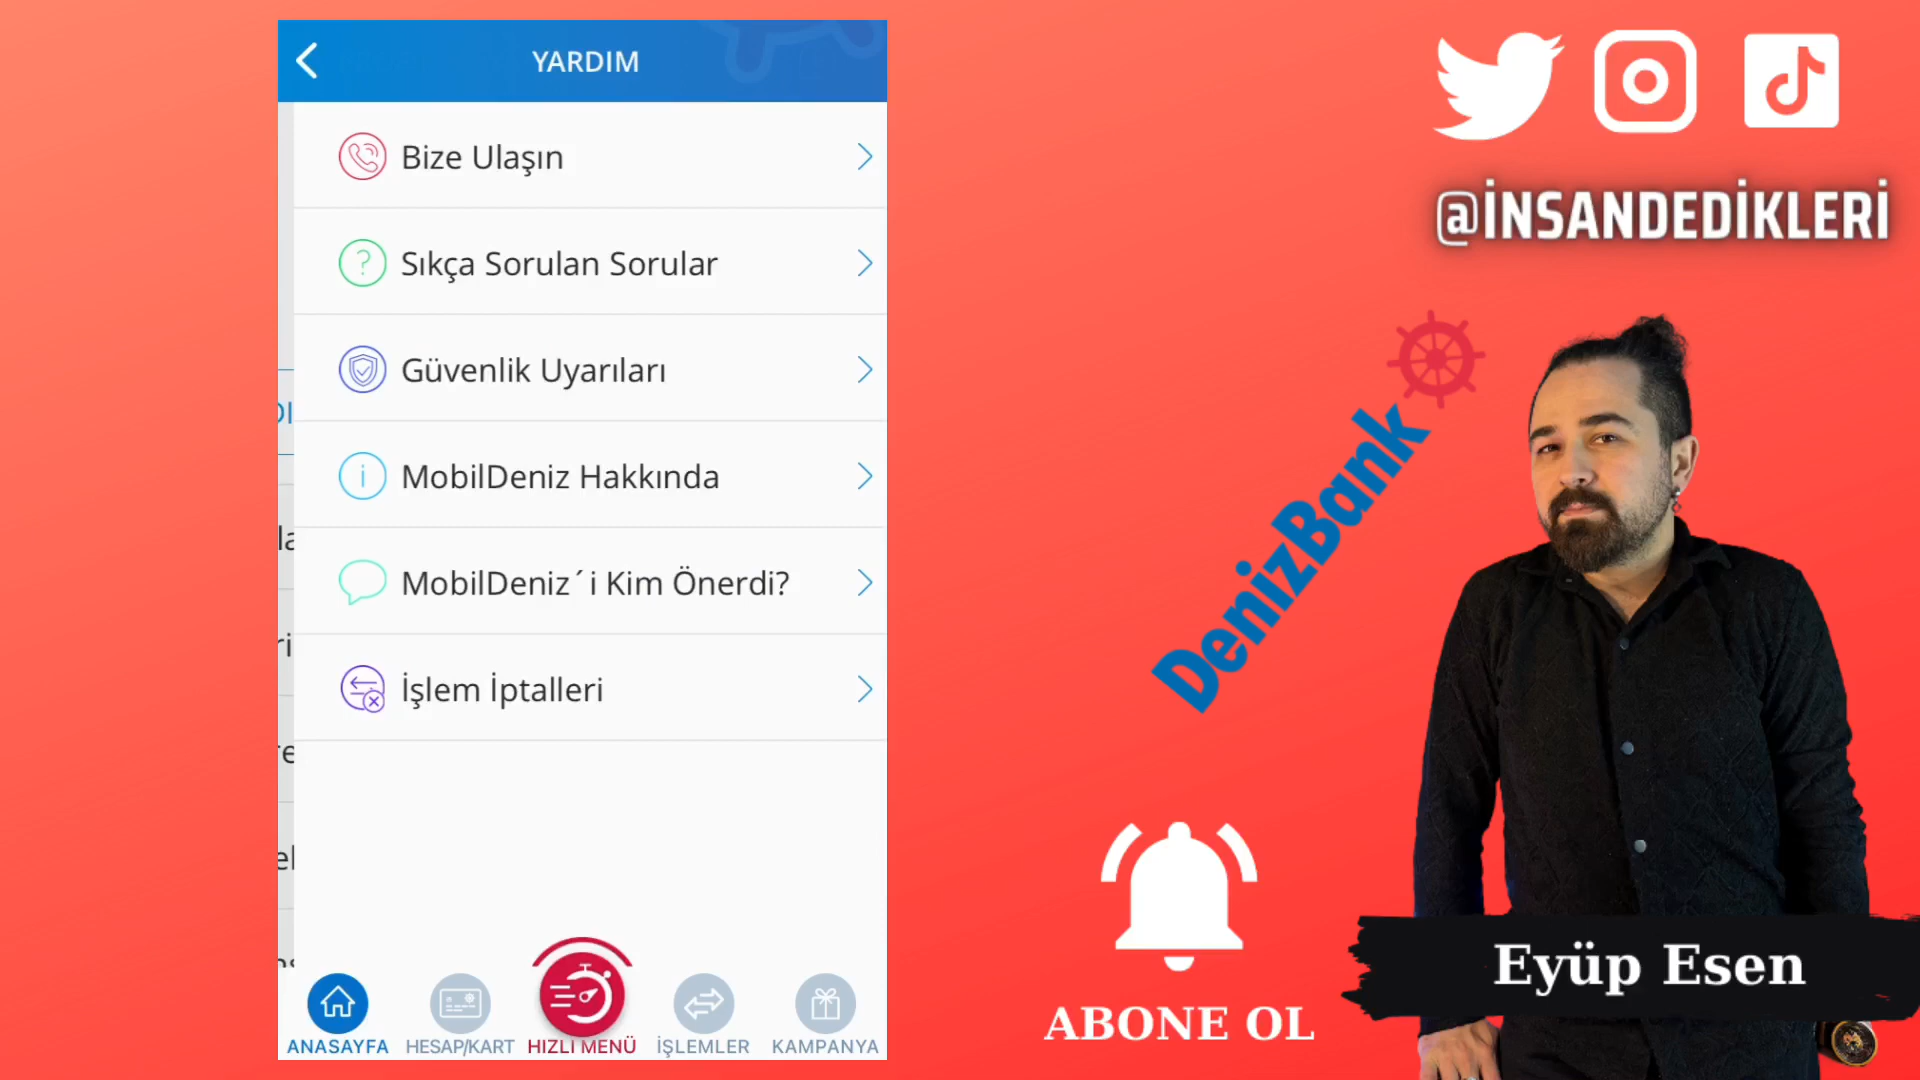 YARDIM
Bize Ulaşın
Sıkça Sorulan Sorular
Güvenlik Uyarıları
MobilDeniz Hakkında
MobilDeniz´i Kim Önerdi?
İşlem İptalleri
ANASAYFA
HESAP/KART
HIZLI MENÜ
İŞLEMLER
KAMPANYA
@İNSANDEDİKLERİ
DenizBank
ABONE OL
Eyüp Esen